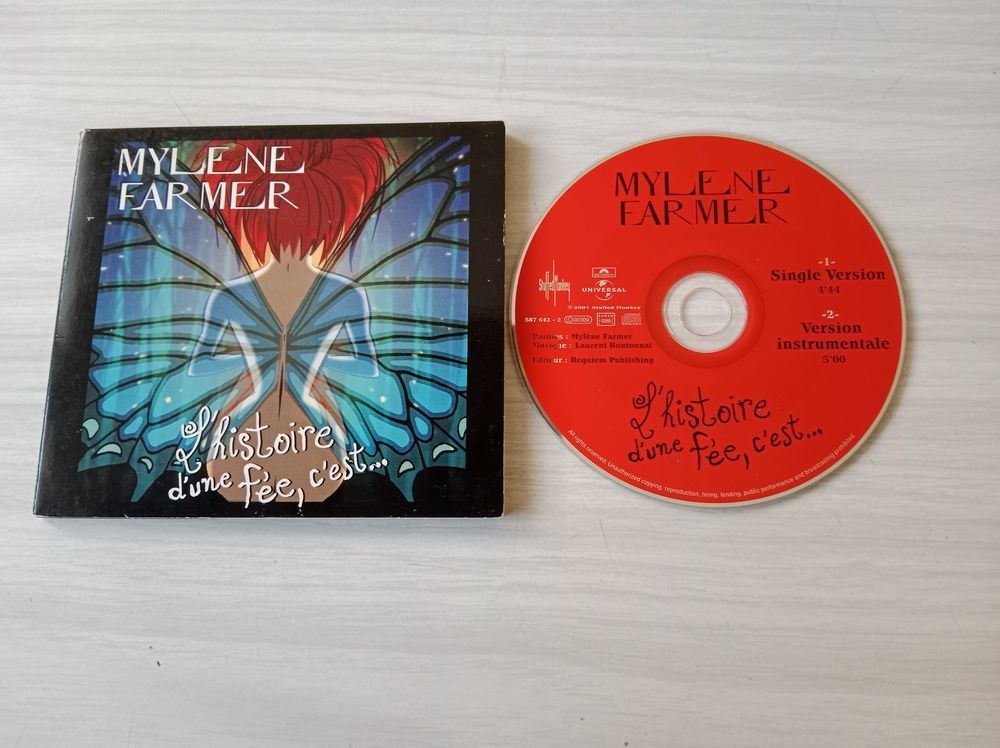 MYLENE
FARMER
L'histoire
d'une fée, c'est...
MYLENE
FARMER
-1-
Single Version
4'44
-2-
Version
instrumentale
5'00
Stuffed Monkey
UNIVERSAL
℗©2001 Stuffed Monkey
587 642 - 2
Paroles : Mylène Farmer
Musique : Laurent Boutonnat
Editeur : Requiem Publishing
L'histoire
d'une fée, c'est...
All rights reserved. Unauthorized copying, reproduction, hiring, lending, public performance and broadcasting prohibited.